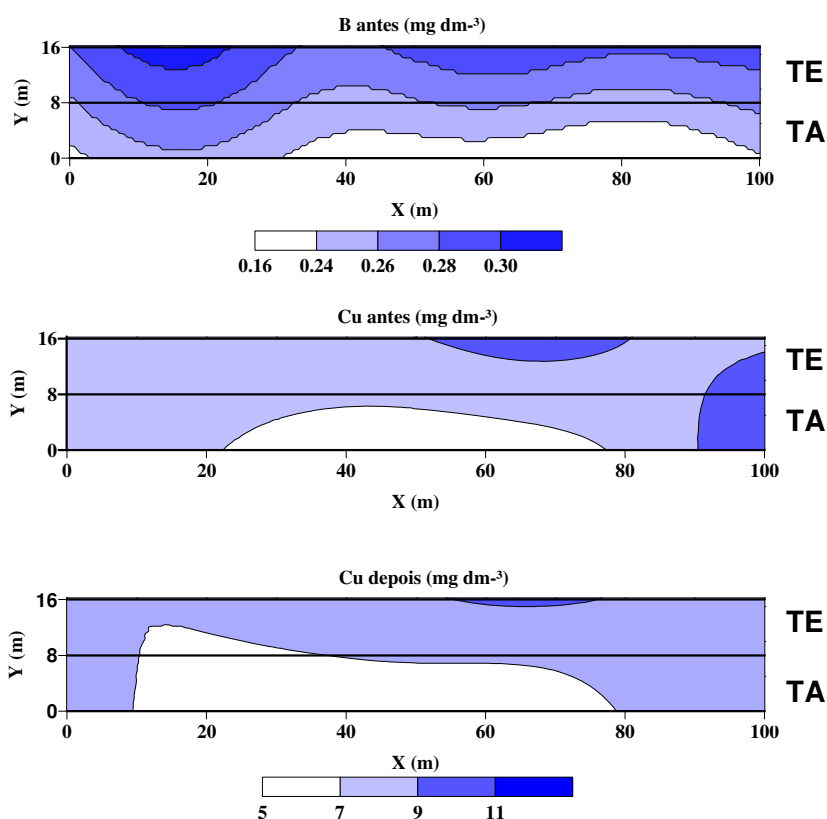 B antes (mg dm-³)
16
8
0
Y (m)
TE
TA
0 20 40 60 80 100
X (m)
0.16 0.24 0.26 0.28 0.30
Cu antes (mg dm-³)
16
8
0
Y (m)
TE
TA
0 20 40 60 80 100
X (m)
Cu depois (mg dm-³)
16
8
0
Y (m)
TE
TA
0 20 40 60 80 100
X (m)
5 7 9 11